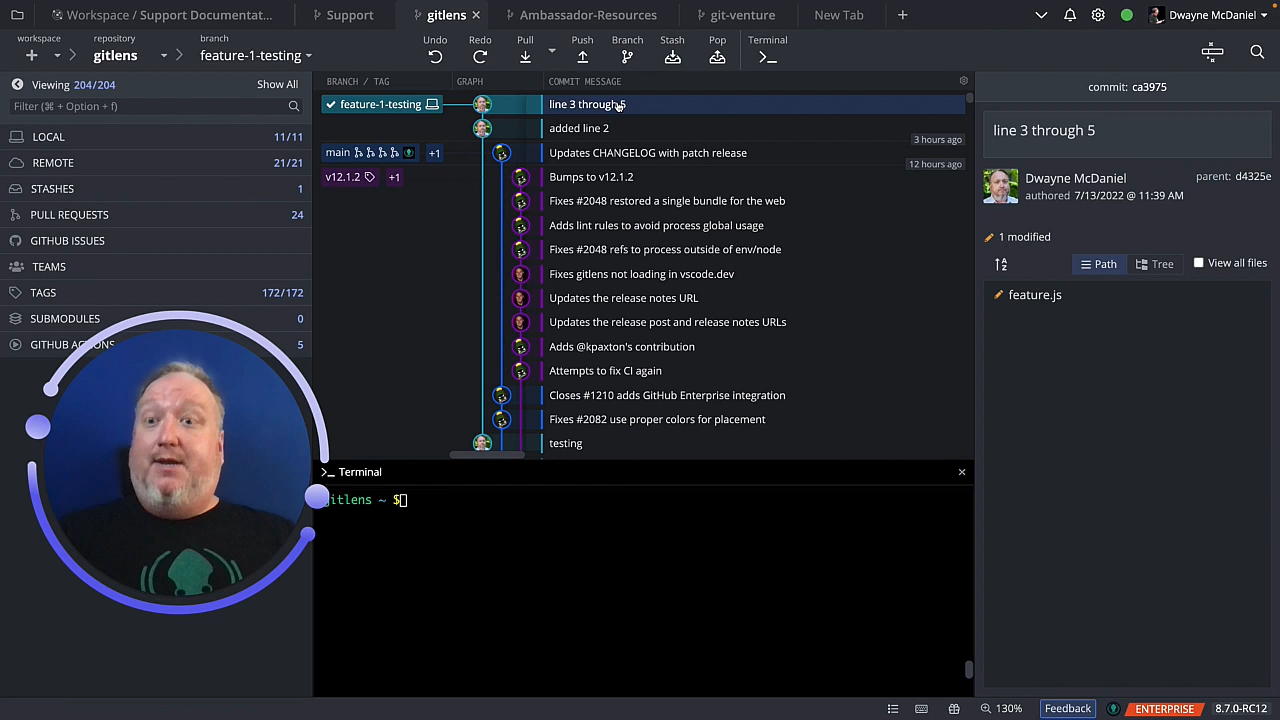 Workspace / Support Documentat...
Support
gitlens
Ambassador-Resources
git-venture
New Tab
Dwayne McDaniel
workspace
repository
gitlens
branch
feature-1-testing
Undo
Redo
Pull
Push
Branch
Stash
Pop
Terminal
Viewing 204/204
Show All
Filter (⌘ + Option + f)
LOCAL 11/11
REMOTE 21/21
STASHES 1
PULL REQUESTS 24
GITHUB ISSUES
TEAMS
TAGS 172/172
SUBMODULES 0
GITHUB ACTIONS 5
BRANCH / TAG
GRAPH
COMMIT MESSAGE
feature-1-testing
line 3 through 5
added line 2
3 hours ago
main
+1
Updates CHANGELOG with patch release
12 hours ago
v12.1.2
+1
Bumps to v12.1.2
Fixes #2048 restored a single bundle for the web
Adds lint rules to avoid process global usage
Fixes #2048 refs to process outside of env/node
Fixes gitlens not loading in vscode.dev
Updates the release notes URL
Updates the release post and release notes URLs
Adds @kpaxton's contribution
Attempts to fix CI again
Closes #1210 adds GitHub Enterprise integration
Fixes #2082 use proper colors for placement
testing
>_ Terminal
gitlens ~ $
commit: ca3975
line 3 through 5
Dwayne McDaniel
authored 7/13/2022 @ 11:39 AM
parent: d4325e
1 modified
Path
Tree
View all files
feature.js
130%
Feedback
ENTERPRISE
8.7.0-RC12